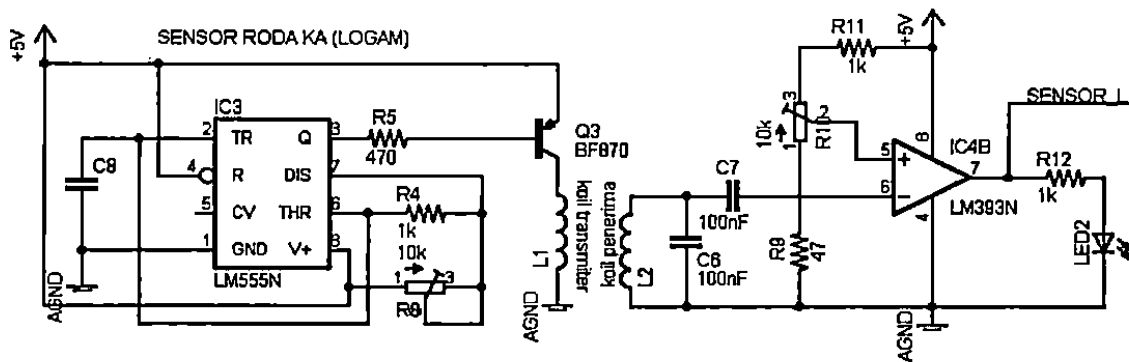 +5V
SENSOR RODA KA (LOGAM)
IC3
2
TR
Q
3
R5
470
C8
4
R
DIS
7
5
CV
THR
6
R4
1k
10k
1
GND
V+
8
1
3
R8
LM555N
AGND
Q3
BF870
L1
koil transmiter
AGND
koil penerima
L2
C7
100nF
C6
100nF
R11
1k
+5V
3
2
10k
1
R9
47
5
+
6
-
8
4
7
IC4B
LM393N
SENSOR_L
R12
1k
LED2
AGND